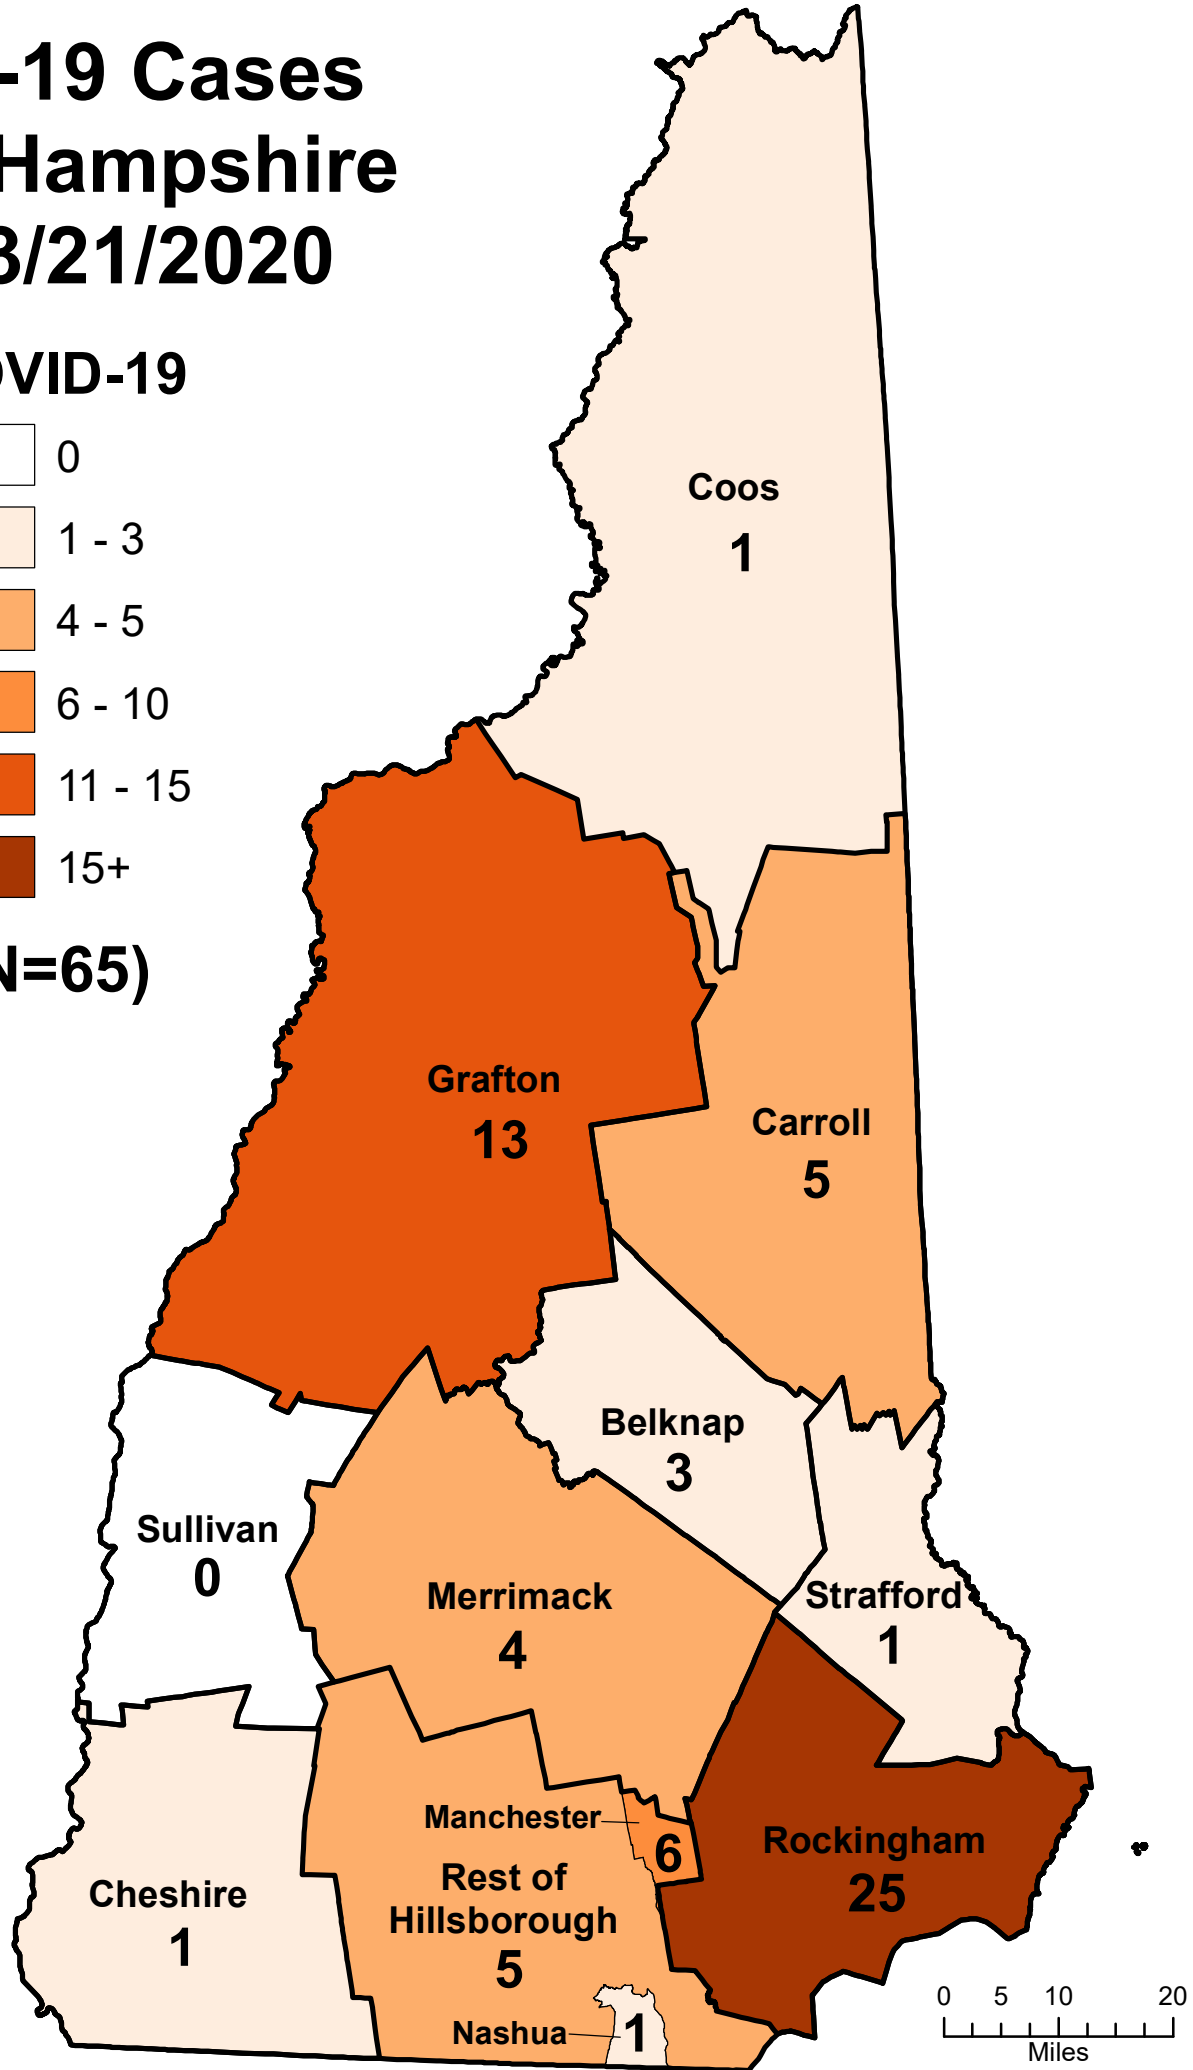 -19 Cases
Hampshire
3/21/2020
OVID-19
0
1 - 3
4 - 5
6 - 10
11 - 15
15+
N=65)
Coos
1
Grafton
13
Carroll
5
Belknap
3
Sullivan
0
Merrimack
4
Strafford
1
Manchester
6
Rockingham
25
Rest of
Hillsborough
5
Cheshire
1
Nashua
1
0 5 10 20
Miles